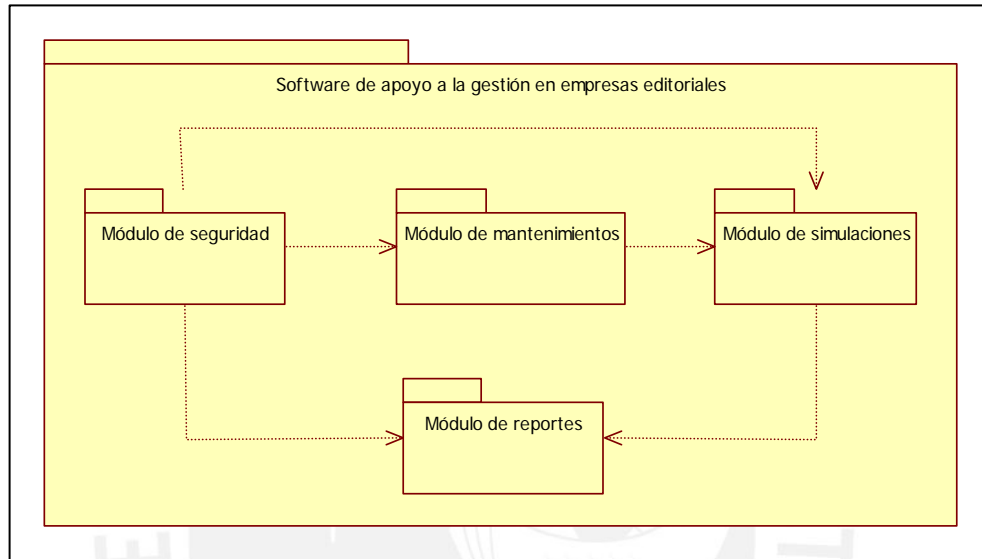 Software de apoyo a la gestión en empresas editoriales
Módulo de seguridad
Módulo de mantenimientos
Módulo de simulaciones
Módulo de reportes